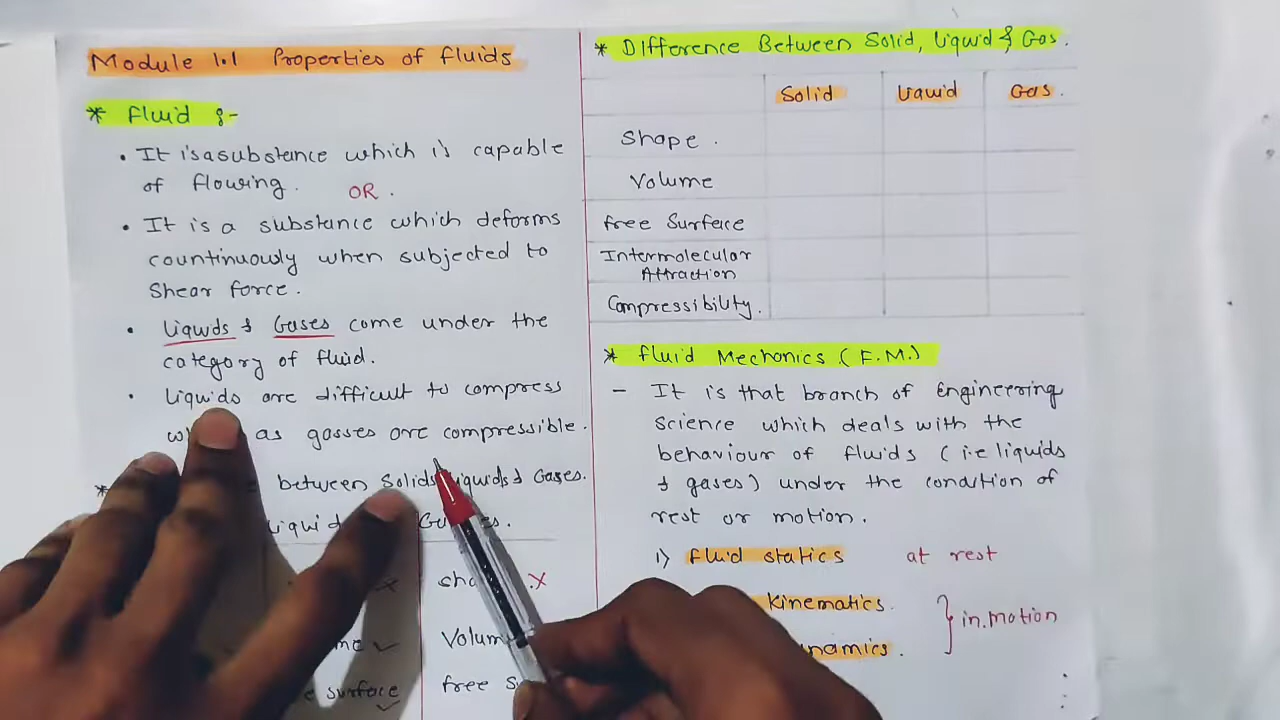 Module 1.1 Properties of fluids
* fluid :-
• It is a substance which is capable
of flowing. OR.
• It is a substance which deforms
countinuously when subjected to
Shear force.
• Liquids & Gases come under the
category of fluid.
• Liquids are difficult to compress
as gasses are compressible.
* between Solids, Liquids & Gases.
Liquid
x
sha x
Volum
surface
free S
* Difference Between Solid, Liquid & Gas.
Solid Liquid Gas.
Shape.
Volume
free Surface
Intermolecular
Attraction
Compressibility.
* fluid Mechanics (F.M.)
- It is that branch of Engineering
science which deals with the
behaviour of fluids (i.e liquids
& gases) under the condition of
rest or motion.
1) fluid statics at rest
Kinematics. } in.motion
namics.